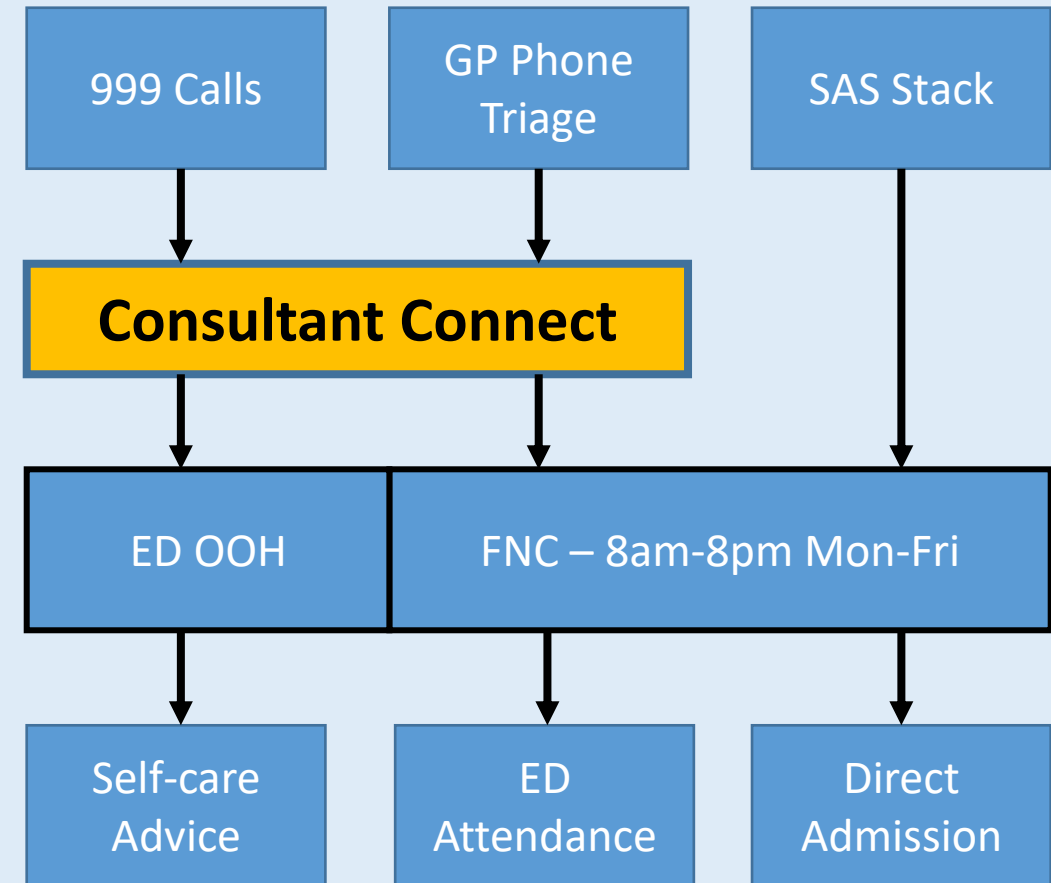 999 Calls
GP Phone
Triage
SAS Stack
Consultant Connect
ED OOH
FNC – 8am-8pm Mon-Fri
Self-care
Advice
ED
Attendance
Direct
Admission